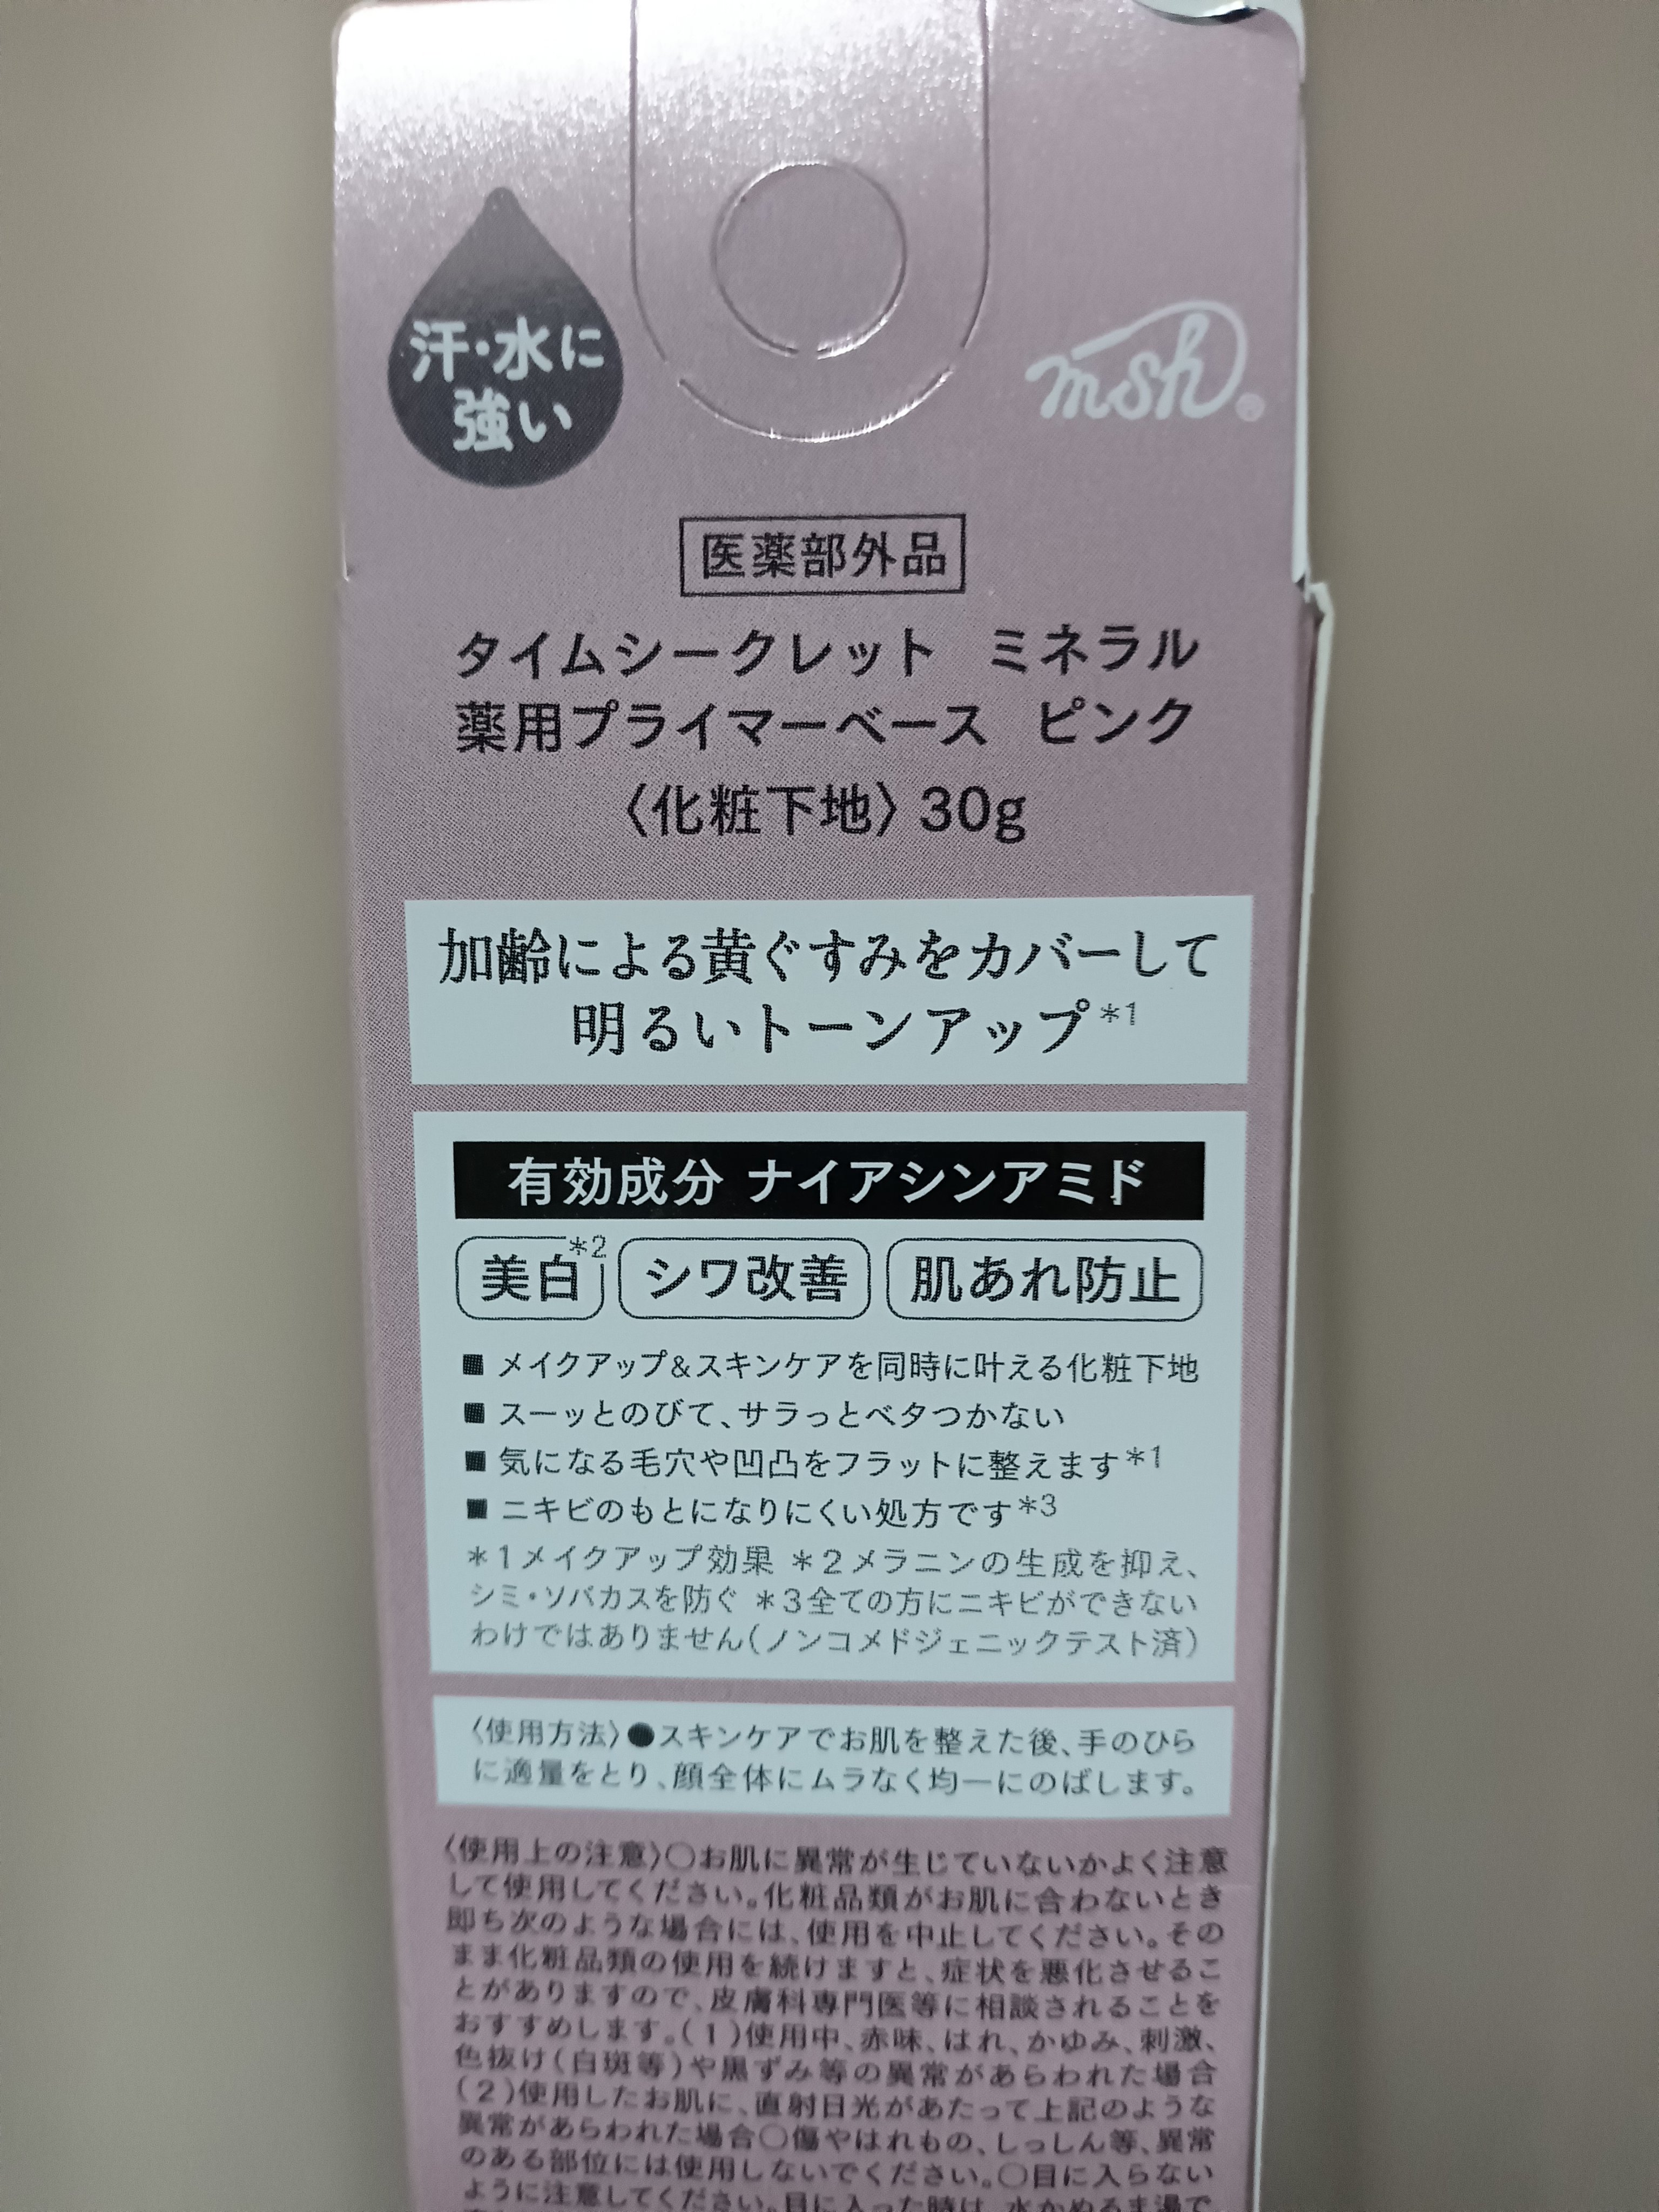 汗・水に
強い
msh®
医薬部外品
タイムシークレット ミネラル
薬用プライマーベース ピンク
〈化粧下地〉30g
加齢による黄ぐすみをカバーして
明るいトーンアップ*1
有効成分 ナイアシンアミド
美白*2 シワ改善 肌あれ防止
■ メイクアップ&スキンケアを同時に叶える化粧下地
■ スーッとのびて、サラっとベタつかない
■ 気になる毛穴や凹凸をフラットに整えます*1
■ ニキビのもとになりにくい処方です*3
*1メイクアップ効果 *2メラニンの生成を抑え、
シミ・ソバカスを防ぐ *3全ての方にニキビができない
わけではありません(ノンコメドジェニックテスト済)
〈使用方法〉●スキンケアでお肌を整えた後、手のひら
に適量をとり、顔全体にムラなく均一にのばします。
〈使用上の注意〉○お肌に異常が生じていないかよく注意
して使用してください。化粧品類がお肌に合わないとき
即ち次のような場合には、使用を中止してください。その
まま化粧品類の使用を続けますと、症状を悪化させるこ
とがありますので、皮膚科専門医等に相談されることを
おすすめします。(1)使用中、赤味、はれ、かゆみ、刺激、
色抜け(白斑等)や黒ずみ等の異常があらわれた場合
(2)使用したお肌に、直射日光があたって上記のような
異常があらわれた場合○傷やはれもの、しっしん等、異常
のある部位には使用しないでください。○目に入らない
ように注意してください。目に入った時は、水かぬるま湯で